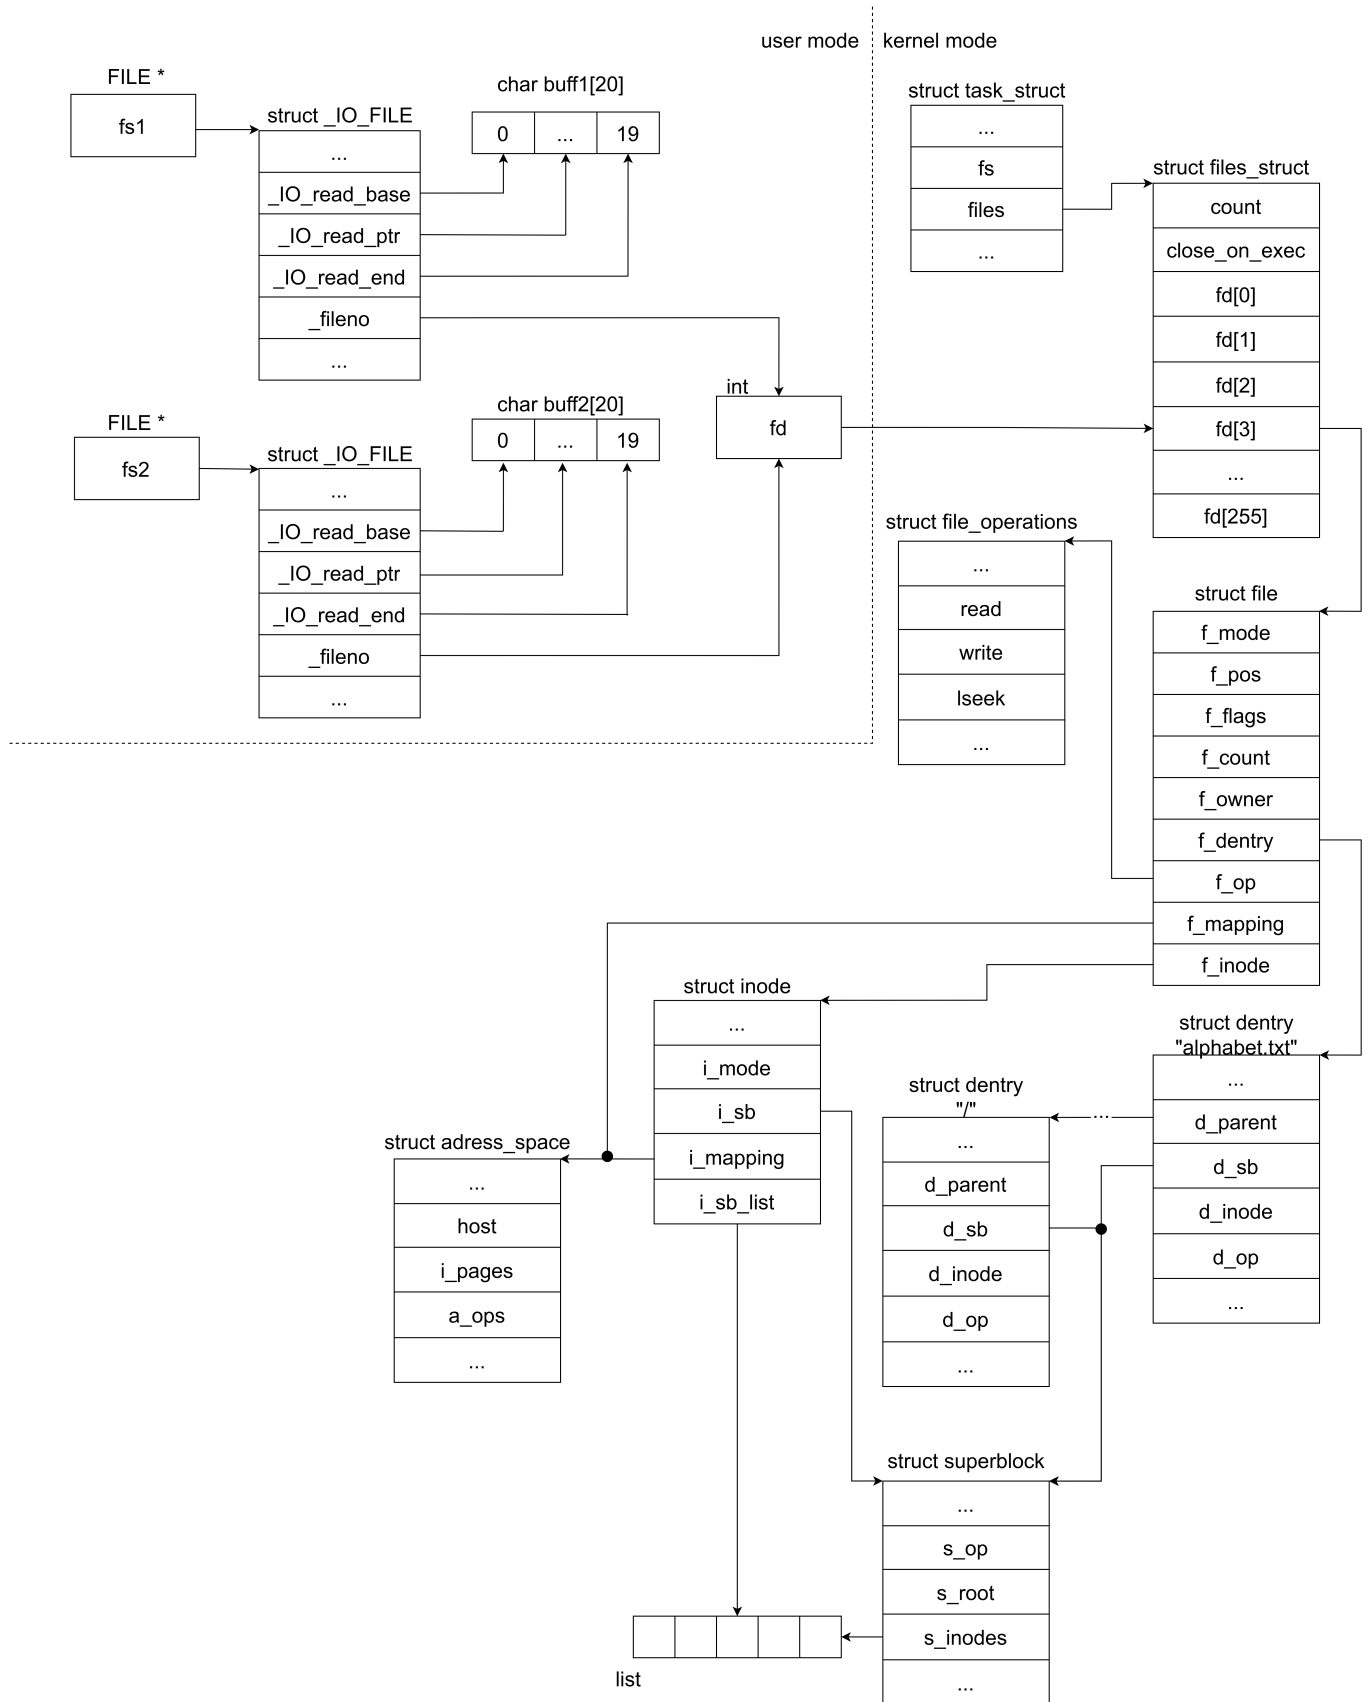 user mode
kernel mode
FILE *
fs1
struct _IO_FILE
...
_IO_read_base
_IO_read_ptr
_IO_read_end
_fileno
...
char buff1[20]
0
...
19
FILE *
fs2
struct _IO_FILE
...
_IO_read_base
_IO_read_ptr
_IO_read_end
_fileno
...
char buff2[20]
0
...
19
int
fd
struct task_struct
...
fs
files
...
struct files_struct
count
close_on_exec
fd[0]
fd[1]
fd[2]
fd[3]
...
fd[255]
struct file_operations
...
read
write
lseek
...
struct file
f_mode
f_pos
f_flags
f_count
f_owner
f_dentry
f_op
f_mapping
f_inode
struct inode
...
i_mode
i_sb
i_mapping
i_sb_list
struct adress_space
...
host
i_pages
a_ops
...
struct dentry
"/"
...
d_parent
d_sb
d_inode
d_op
...
...
struct dentry
"alphabet.txt"
...
d_parent
d_sb
d_inode
d_op
...
struct superblock
...
s_op
s_root
s_inodes
...
list